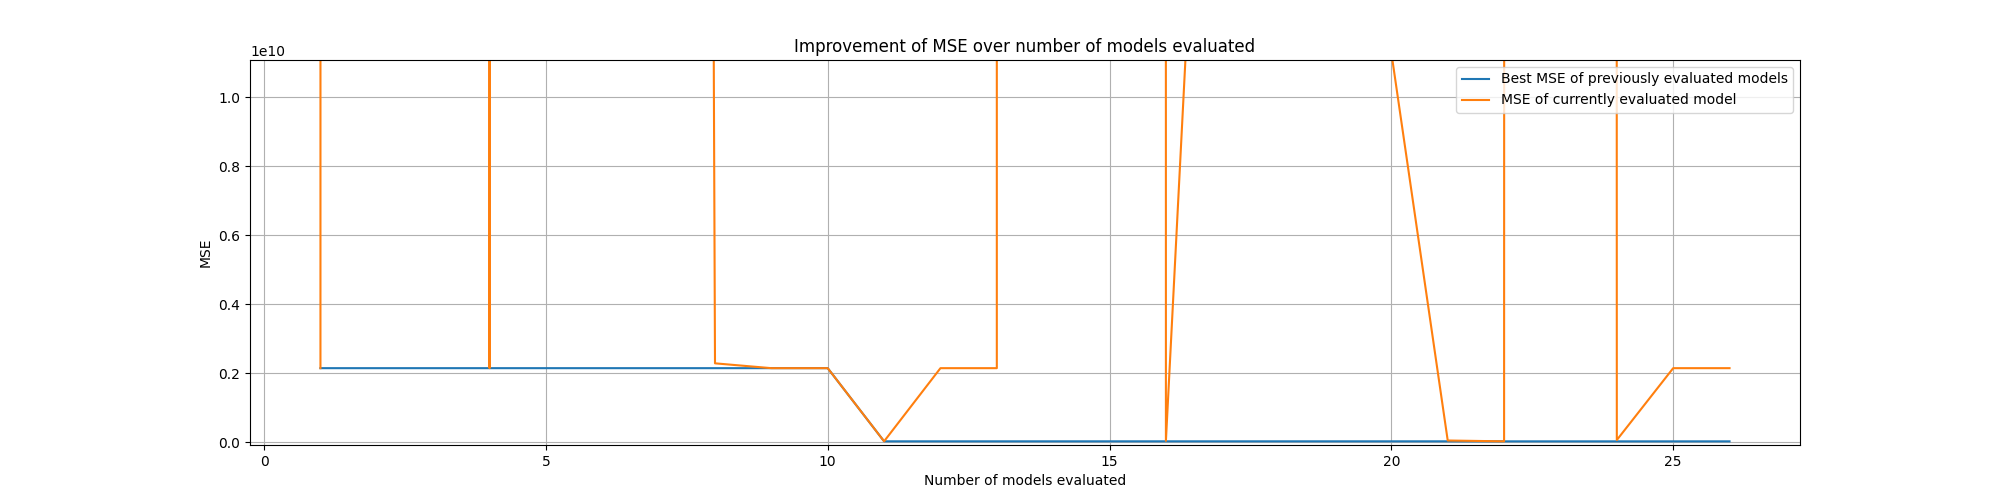 Improvement of MSE over number of models evaluated
1e10
Best MSE of previously evaluated models
MSE of currently evaluated model
1.0
0.8
0.6
0.4
0.2
0.0
MSE
0 5 10 15 20 25
Number of models evaluated